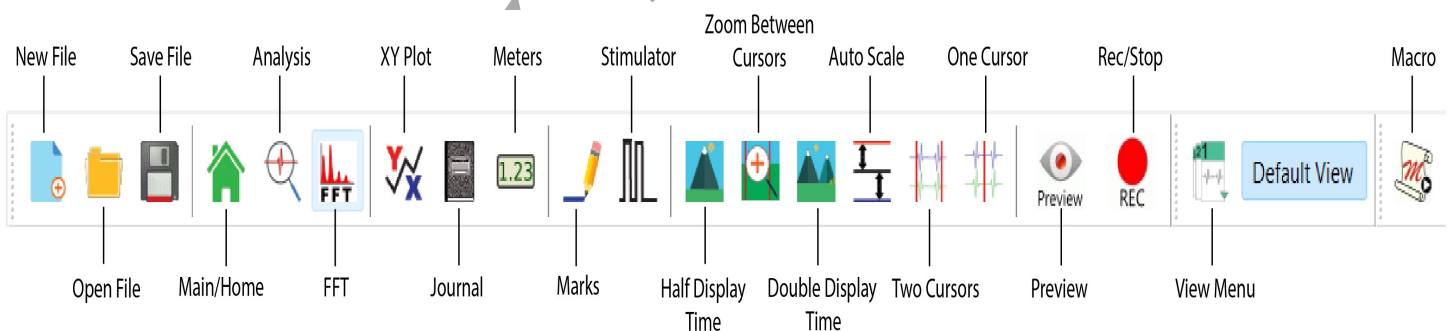 Zoom Between
New File Save File Analysis XY Plot Meters Stimulator Cursors Auto Scale One Cursor Rec/Stop Macro
FFT
Y
X
1.23
Preview
REC
Default View
Open File Main/Home FFT Journal Marks Half Display Double Display Two Cursors Preview View Menu
Time Time